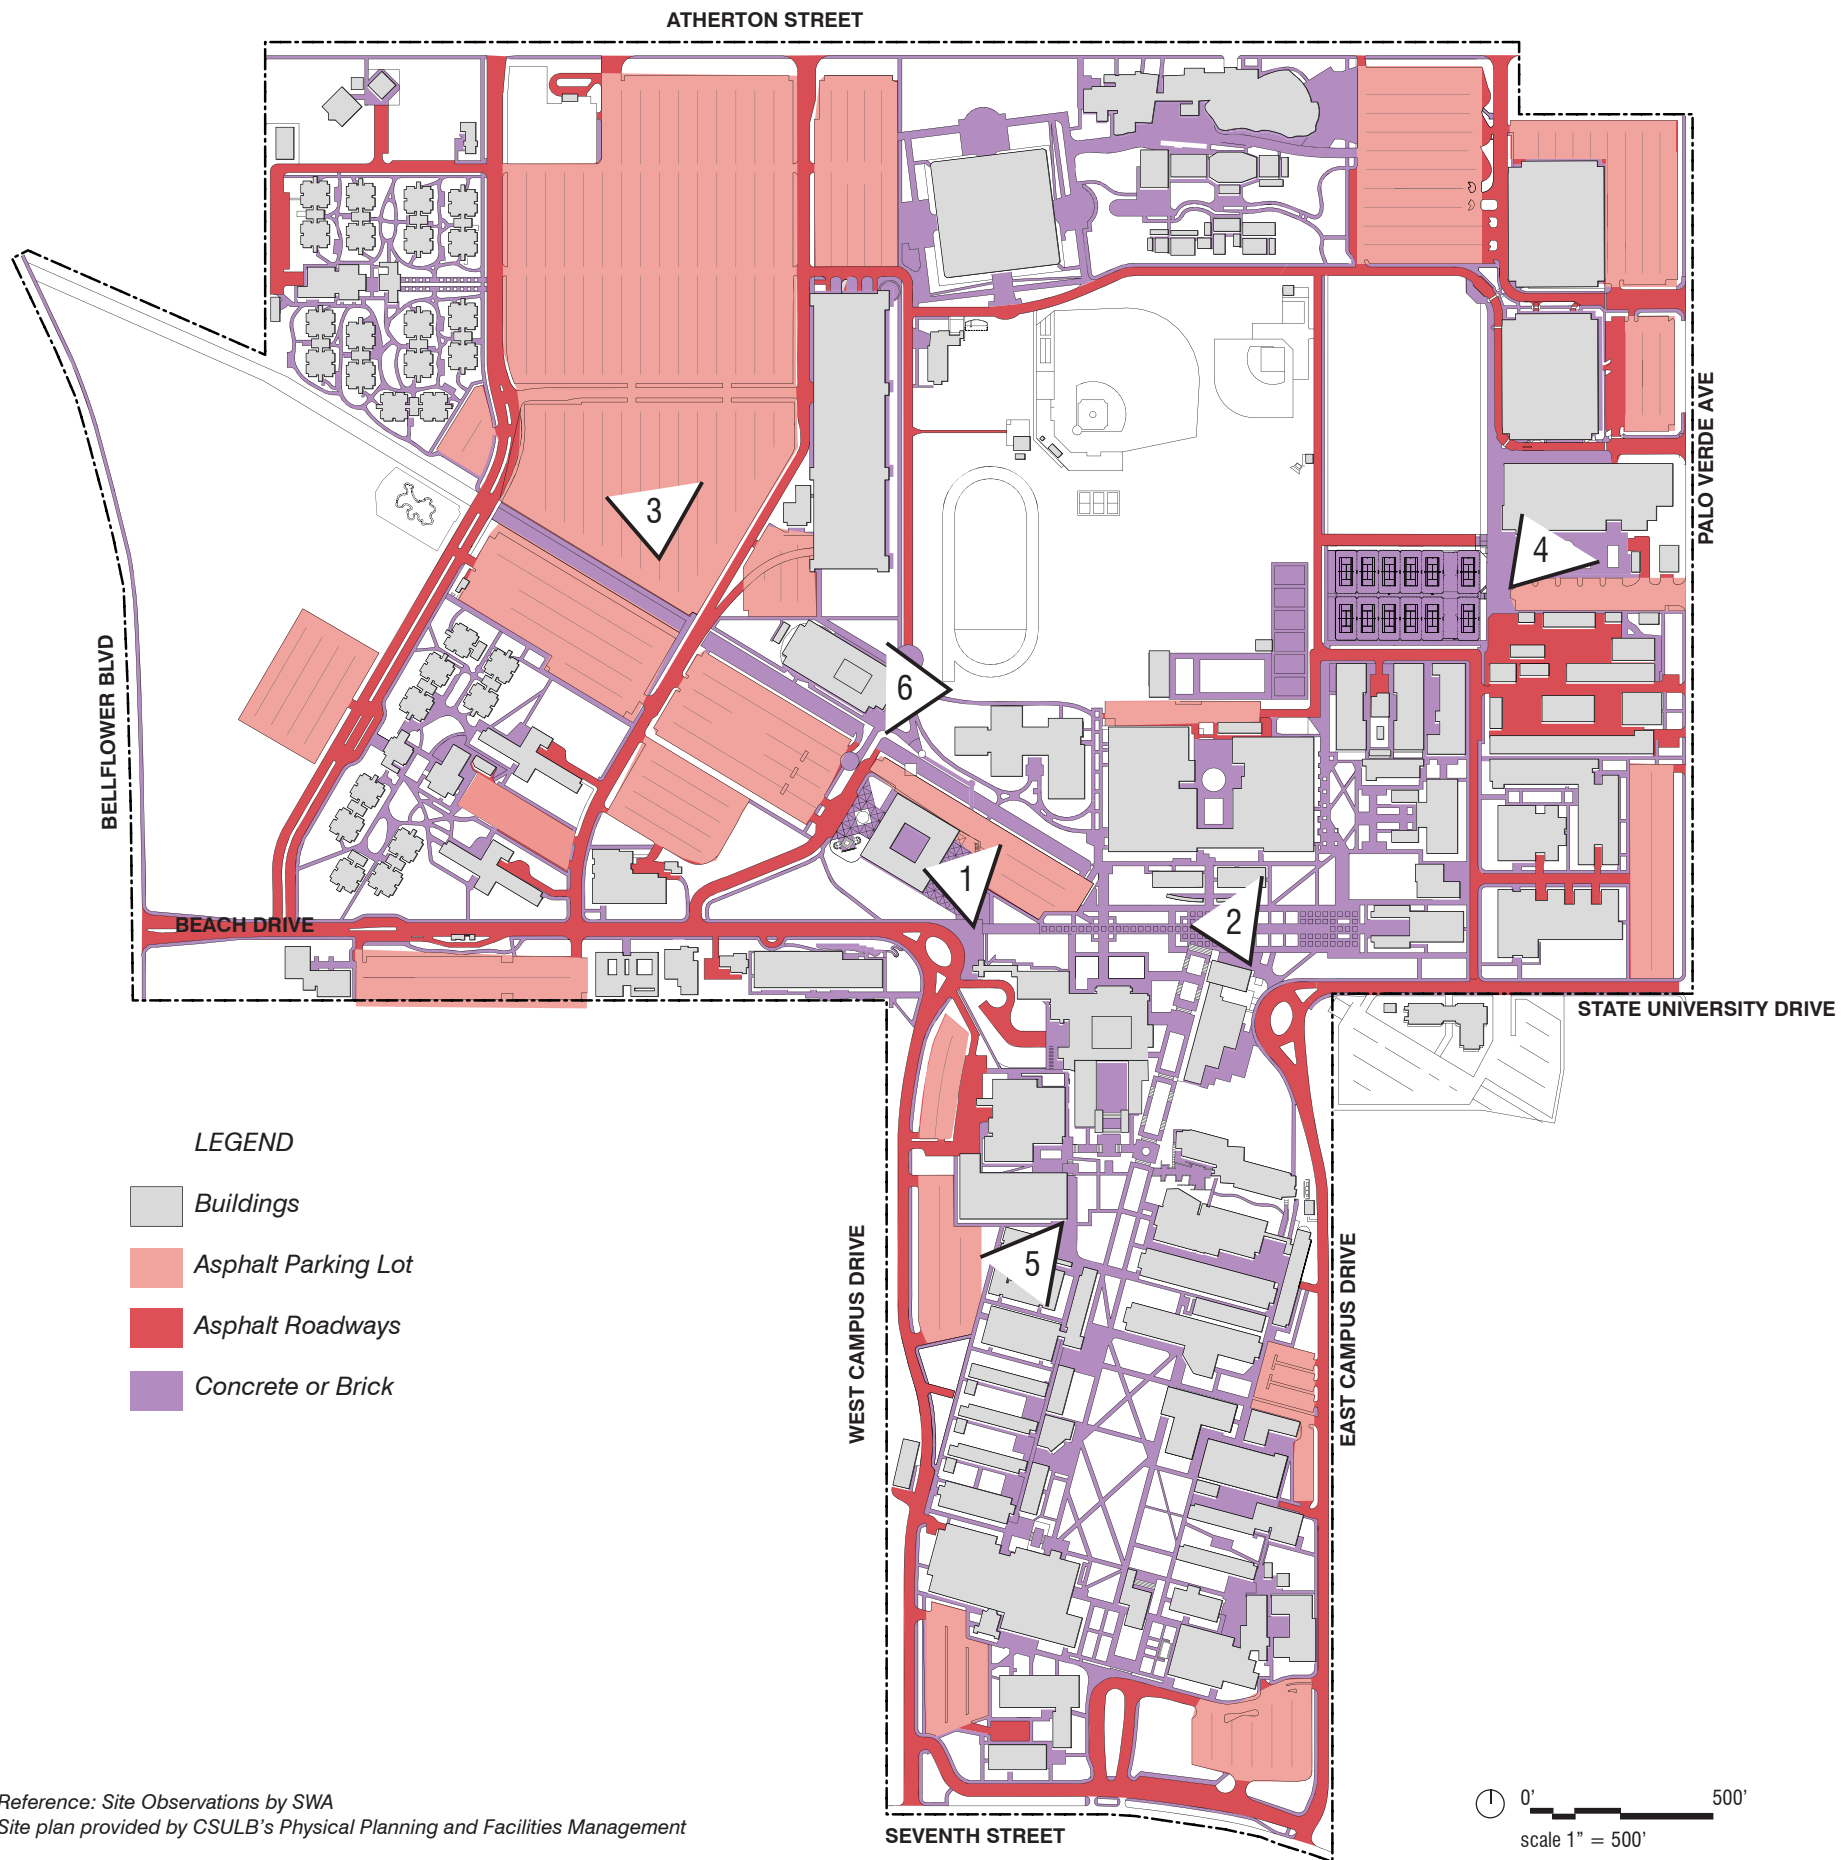 ATHERTON STREET
PALO VERDE AVE
3
4
6
BELLFLOWER BLVD
1
2
BEACH DRIVE
STATE UNIVERSITY DRIVE
LEGEND
Buildings
Asphalt Parking Lot
Asphalt Roadways
Concrete or Brick
5
WEST CAMPUS DRIVE
EAST CAMPUS DRIVE
Reference: Site Observations by SWA
Site plan provided by CSULB's Physical Planning and Facilities Management
SEVENTH STREET
0' 500'
scale 1" = 500'